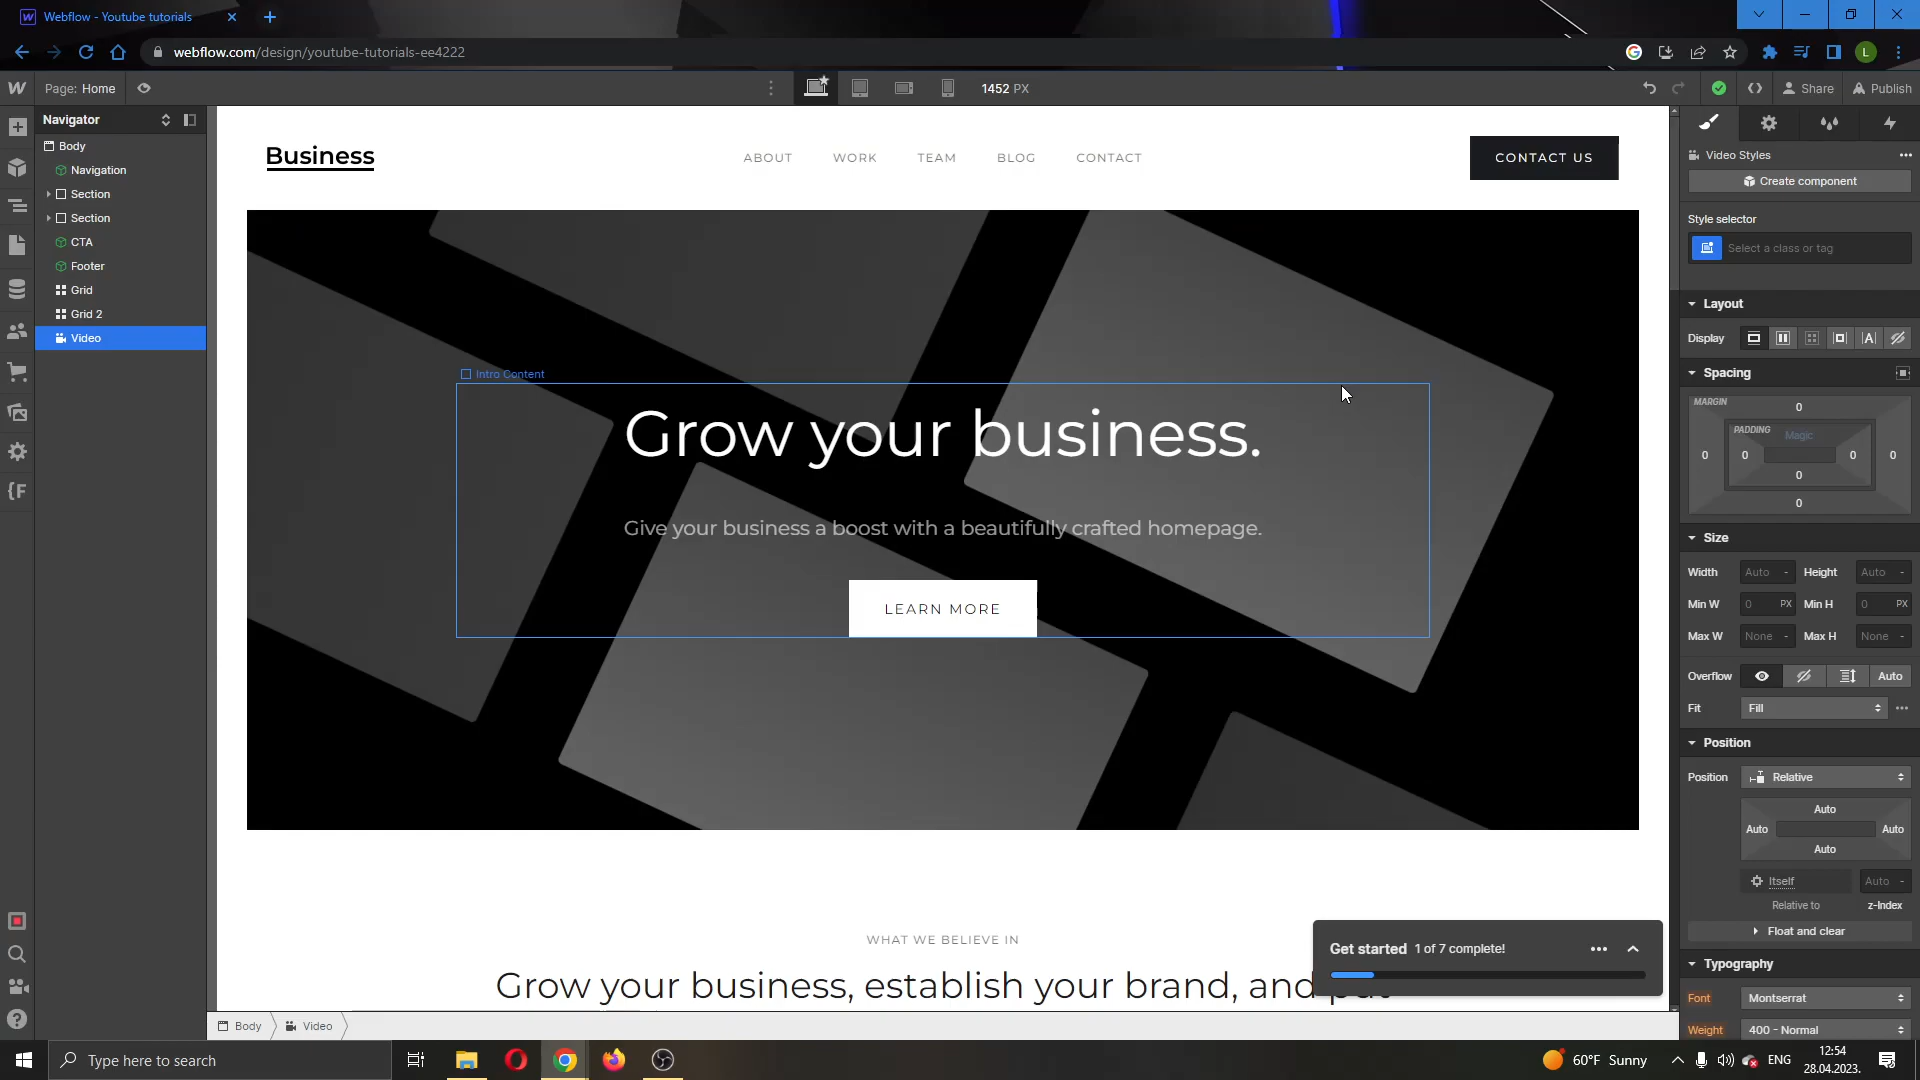 Webflow - Youtube tutorials
webflow.com/design/youtube-tutorials-ee4222
L
Page: Home
1452 PX
Share
Publish
Navigator
Body
Navigation
Section
Section
CTA
Footer
Grid
Grid 2
Video
Business
ABOUT
WORK
TEAM
BLOG
CONTACT
CONTACT US
Intro Content
Grow your business.
Give your business a boost with a beautifully crafted homepage.
LEARN MORE
WHAT WE BELIEVE IN
Grow your business, establish your brand, and put
Get started 1 of 7 complete!
Body
Video
Video Styles
Create component
Style selector
Select a class or tag
Layout
Display
Spacing
MARGIN
0
PADDING
Magic
0 0 0 0
0
0
Size
Width Auto - Height Auto -
Min W 0 PX Min H 0 PX
Max W None - Max H None -
Overflow Auto
Fit Fill
Position
Position Relative
Auto
Auto Auto
Auto
Itself Auto -
Relative to z-Index
Float and clear
Typography
Font Montserrat
Weight 400 - Normal
Type here to search
60°F Sunny
ENG
12:54
28.04.2023.